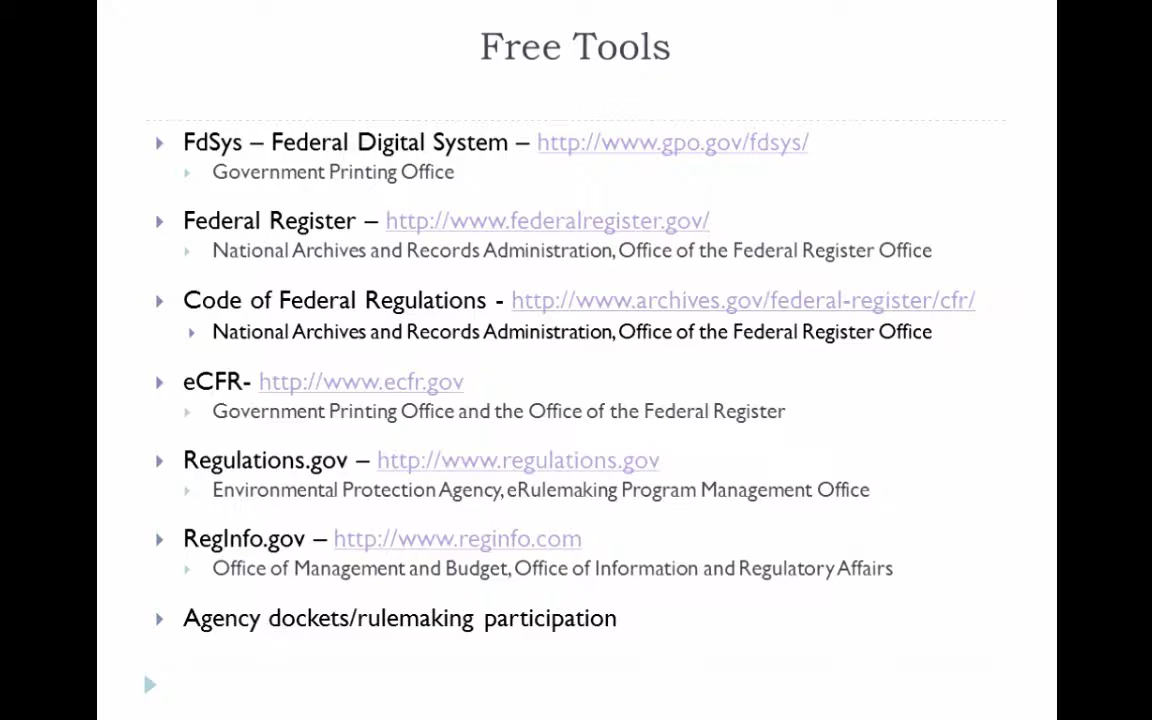 Free Tools
FdSys – Federal Digital System – http://www.gpo.gov/fdsys/
Government Printing Office
Federal Register – http://www.federalregister.gov/
National Archives and Records Administration, Office of the Federal Register Office
Code of Federal Regulations - http://www.archives.gov/federal-register/cfr/
National Archives and Records Administration, Office of the Federal Register Office
eCFR- http://www.ecfr.gov
Government Printing Office and the Office of the Federal Register
Regulations.gov – http://www.regulations.gov
Environmental Protection Agency, eRulemaking Program Management Office
RegInfo.gov – http://www.reginfo.com
Office of Management and Budget, Office of Information and Regulatory Affairs
Agency dockets/rulemaking participation